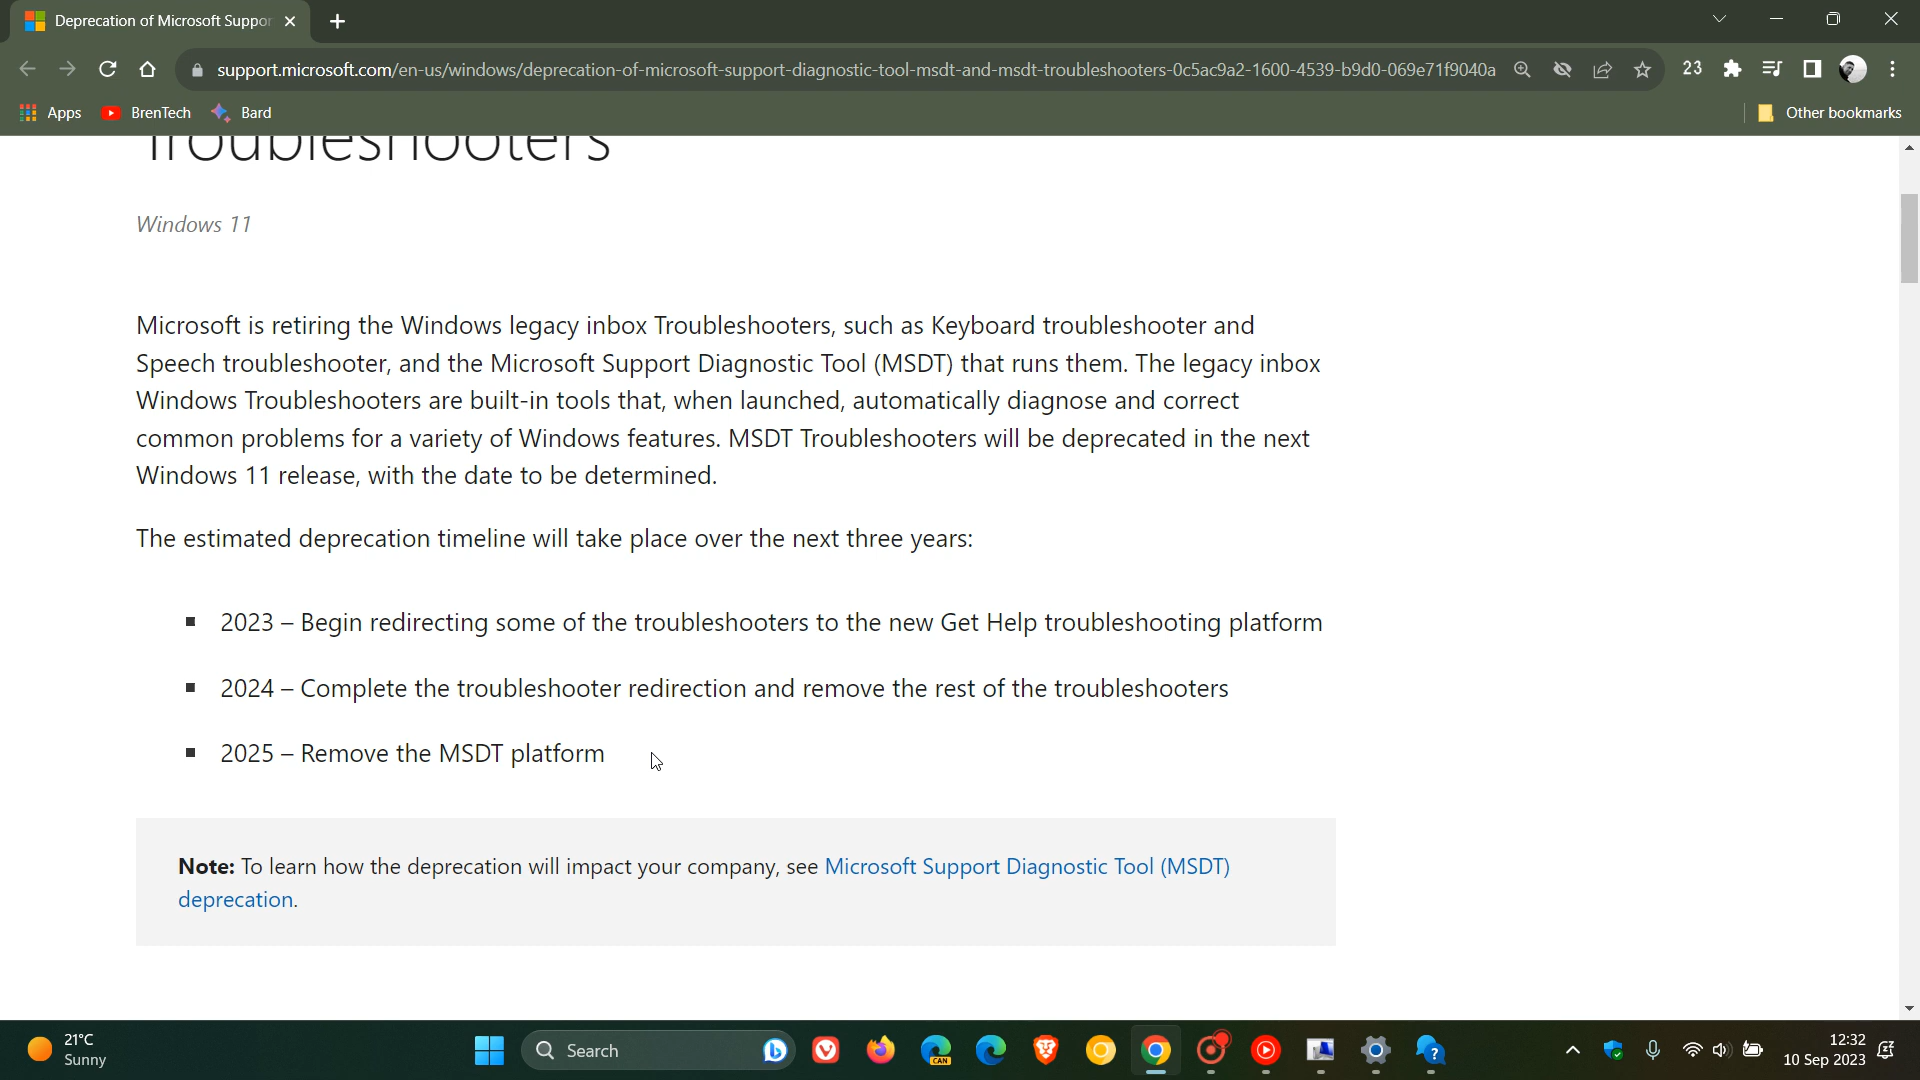 Deprecation of Microsoft Suppor
support.microsoft.com/en-us/windows/deprecation-of-microsoft-support-diagnostic-tool-msdt-and-msdt-troubleshooters-0c5ac9a2-1600-4539-b9d0-069e71f9040a
23
Apps
BrenTech
Bard
Other bookmarks
Troubleshooters
Windows 11
Microsoft is retiring the Windows legacy inbox Troubleshooters, such as Keyboard troubleshooter and
Speech troubleshooter, and the Microsoft Support Diagnostic Tool (MSDT) that runs them. The legacy inbox
Windows Troubleshooters are built-in tools that, when launched, automatically diagnose and correct
common problems for a variety of Windows features. MSDT Troubleshooters will be deprecated in the next
Windows 11 release, with the date to be determined.
The estimated deprecation timeline will take place over the next three years:
▪ 2023 – Begin redirecting some of the troubleshooters to the new Get Help troubleshooting platform
▪ 2024 – Complete the troubleshooter redirection and remove the rest of the troubleshooters
▪ 2025 – Remove the MSDT platform
Note: To learn how the deprecation will impact your company, see Microsoft Support Diagnostic Tool (MSDT)
deprecation.
21°C
Sunny
Search
CAN
12:32
10 Sep 2023